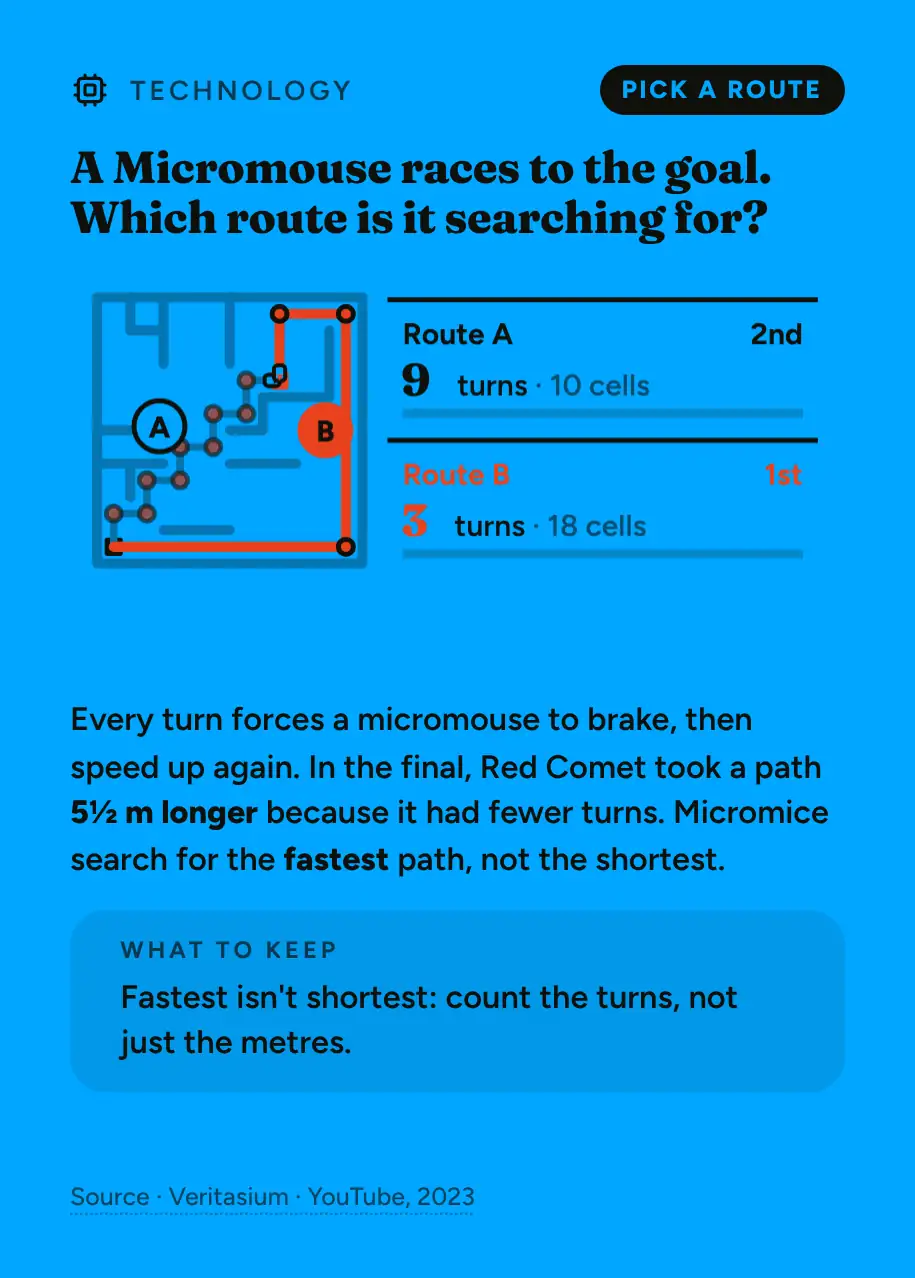 TECHNOLOGY
PICK A ROUTE
A Micromouse races to the goal.
Which route is it searching for?
A
B
Route A 2nd
9 turns · 10 cells
Route B 1st
3 turns · 18 cells
Every turn forces a micromouse to brake, then
speed up again. In the final, Red Comet took a path
5½ m longer because it had fewer turns. Micromice
search for the fastest path, not the shortest.
WHAT TO KEEP
Fastest isn't shortest: count the turns, not
just the metres.
Source · Veritasium · YouTube, 2023